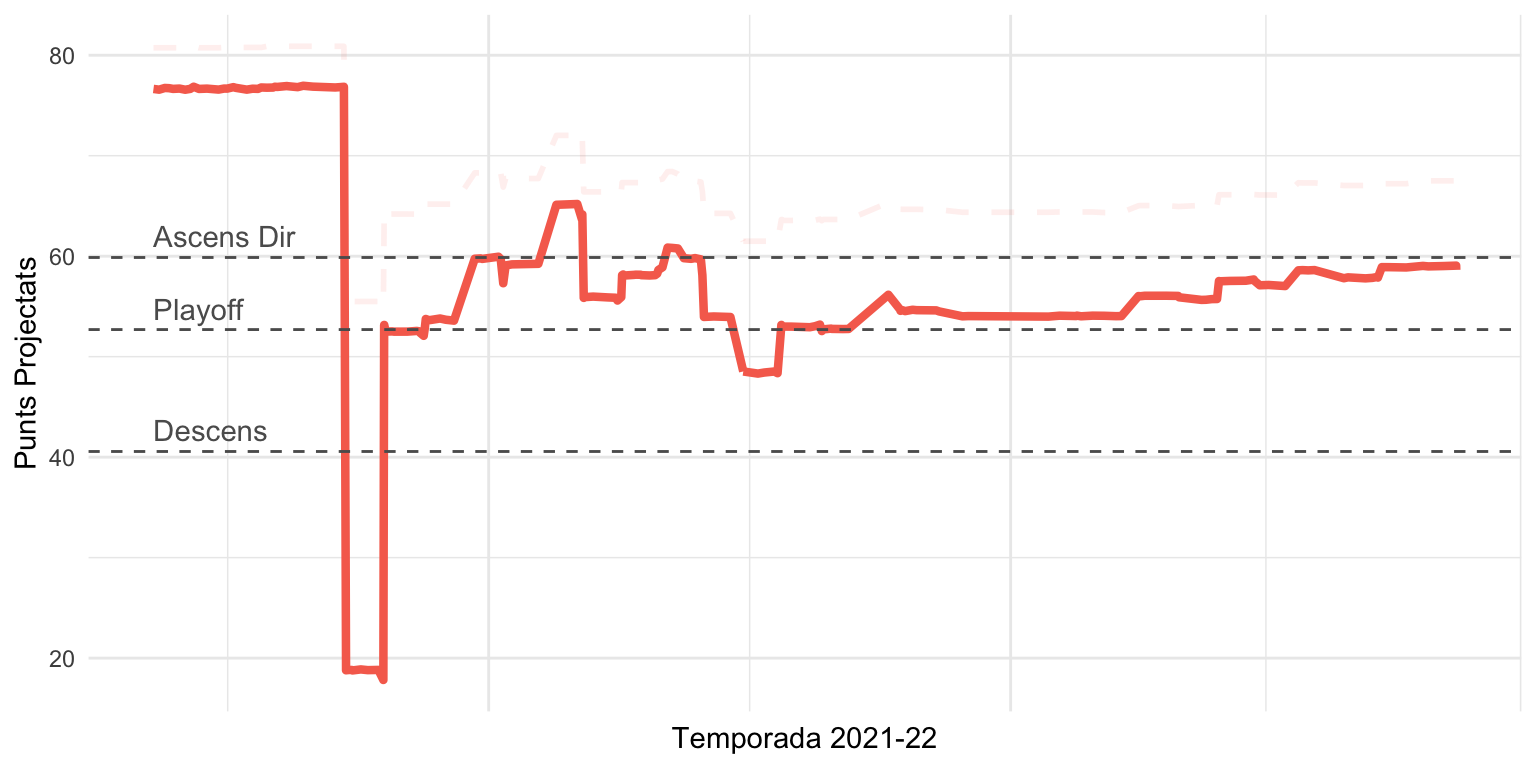 Punts Projectats
80
60
40
20
Ascens Dir
Playoff
Descens
Temporada 2021-22